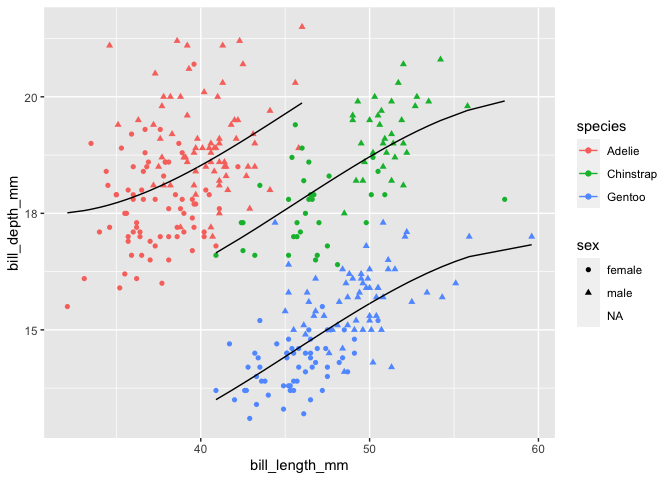 20
18
15
bill_depth_mm
40
50
60
bill_length_mm
species
Adelie
Chinstrap
Gentoo
sex
female
male
NA